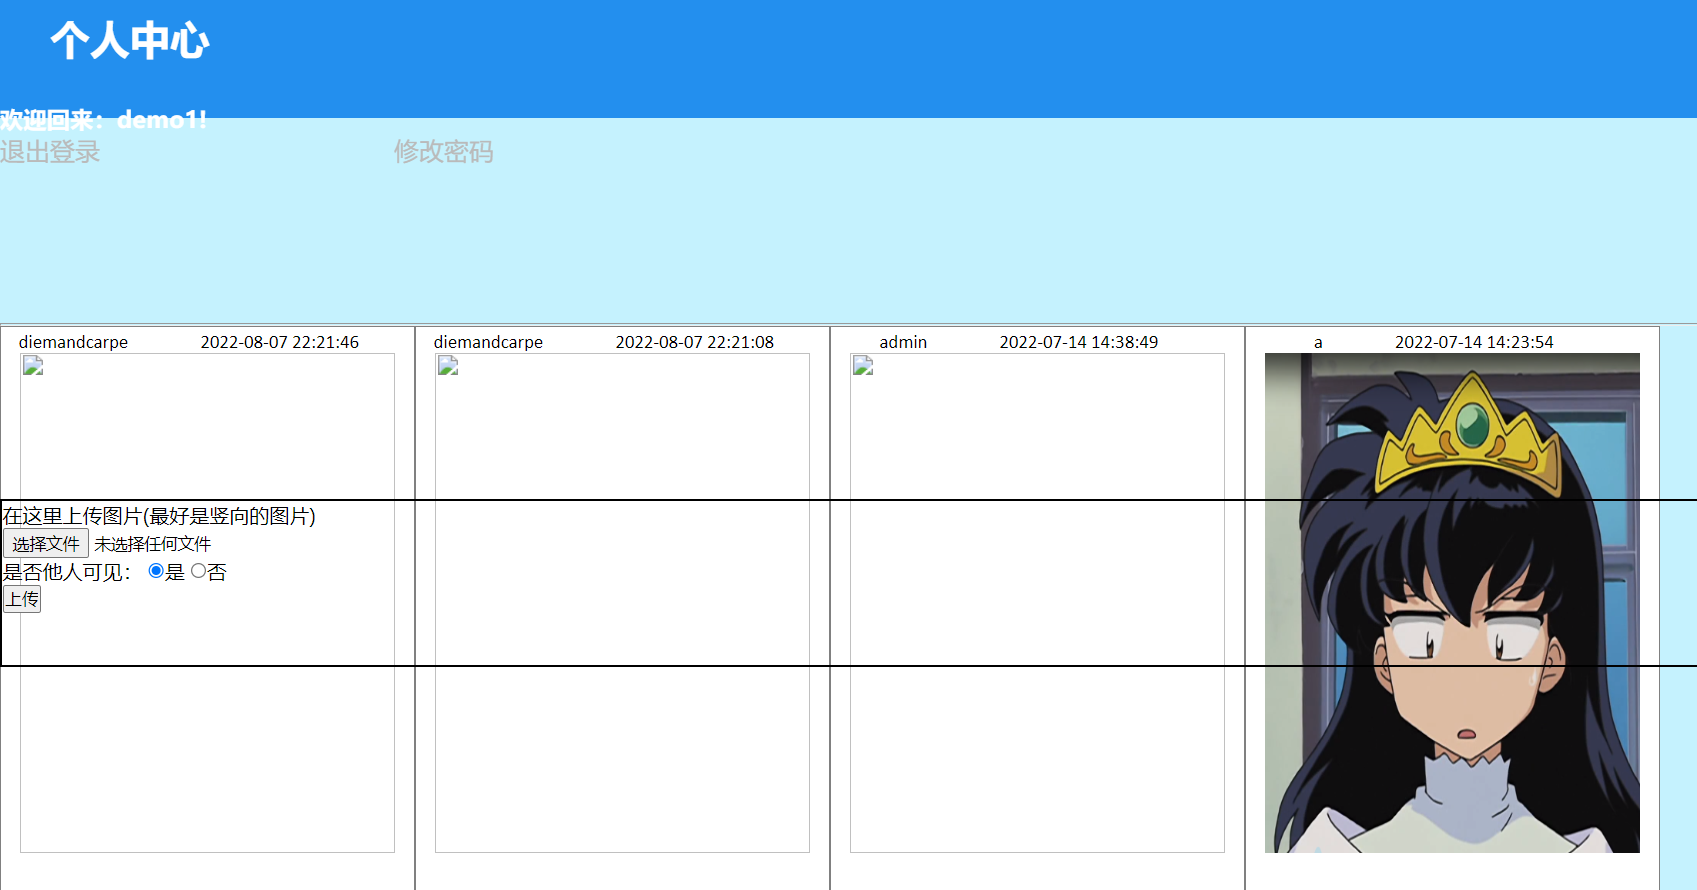 个人中心
欢迎回来：demo1!
退出登录 修改密码
diemandcarpe 2022-08-07 22:21:46 diemandcarpe 2022-08-07 22:21:08 admin 2022-07-14 14:38:49 a 2022-07-14 14:23:54
在这里上传图片(最好是竖向的图片)
选择文件 未选择任何文件
是否他人可见： 是 否
上传